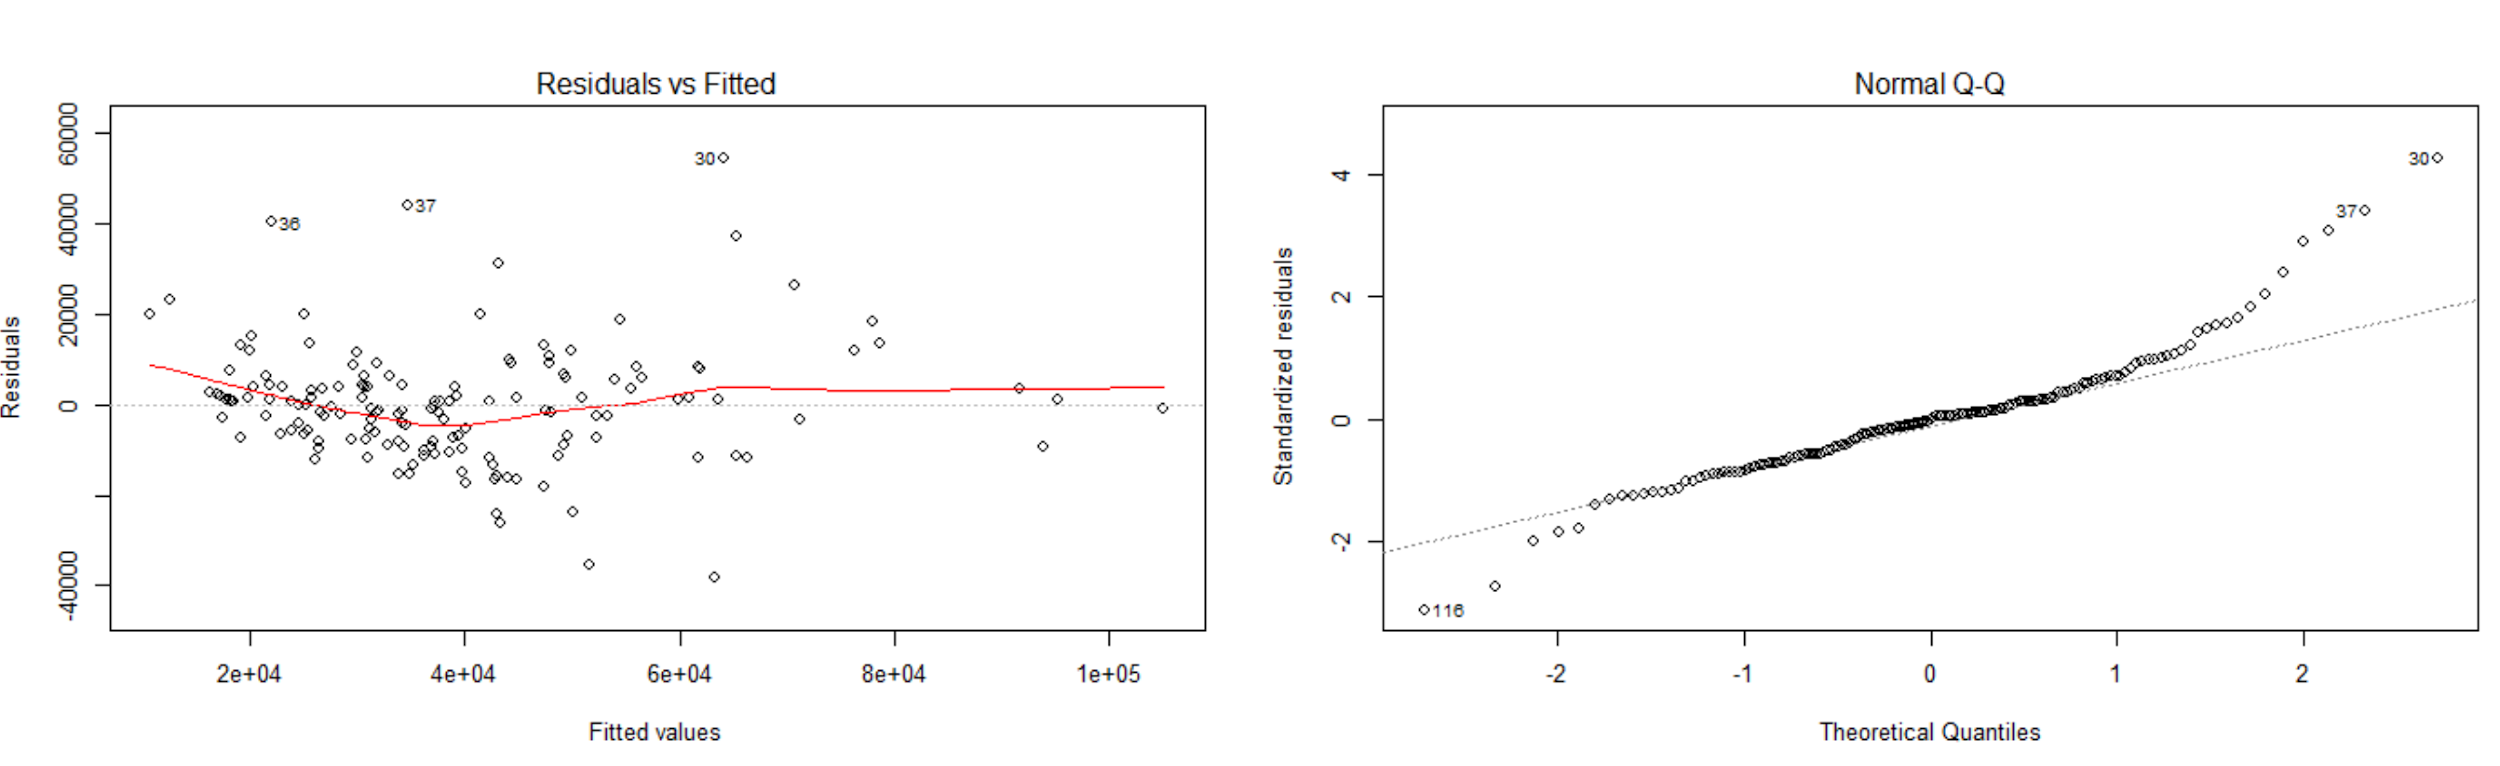 Residuals vs Fitted
Residuals
60000
40000
20000
0
-40000
30
37
36
2e+04
4e+04
6e+04
8e+04
1e+05
Fitted values
Normal Q-Q
Standardized residuals
4
2
0
-2
30
37
116
-2
-1
0
1
2
Theoretical Quantiles